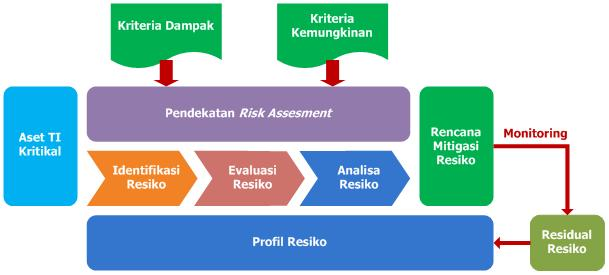 Kriteria Dampak
Kriteria
Kemungkinan
Pendekatan Risk Assesment
Aset TI
Kritikal
Identifikasi
Resiko
Evaluasi
Resiko
Analisa
Resiko
Rencana
Mitigasi
Resiko
Monitoring
Profil Resiko
Residual
Resiko